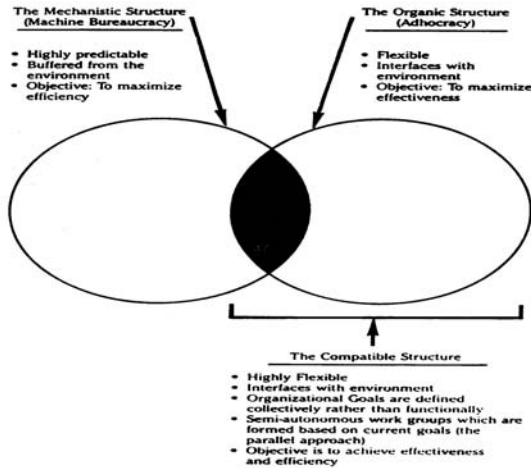 The Mechanistic Structure
(Machine Bureaucracy)
• Highly predictable
• Buffered from the
environment
• Objective: To maximize
efficiency
The Organic Structure
(Adhocracy)
• Flexible
• Interfaces with
environment
• Objective: To maximize
effectiveness
The Compatible Structure
• Highly Flexible
• Interfaces with environment
• Organizational Goals are defined
collectively rather than functionally
• Semi-autonomous work groups which are
formed based on current goals (the
parallel approach)
• Objective is to achieve effectiveness
and efficiency